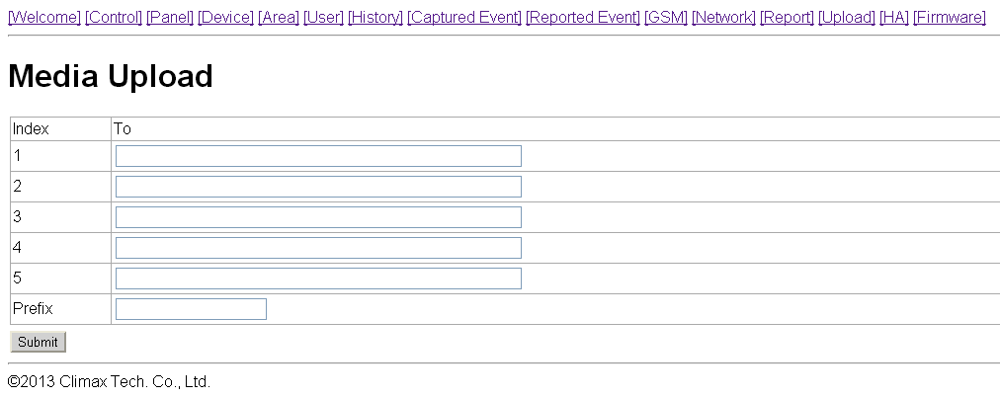 [Welcome] [Control] [Panel] [Device] [Area] [User] [History] [Captured Event] [Reported Event] [GSM] [Network] [Report] [Upload] [HA] [Firmware]
Media Upload
Index To
1
2
3
4
5
Prefix
Submit
©2013 Climax Tech. Co., Ltd.